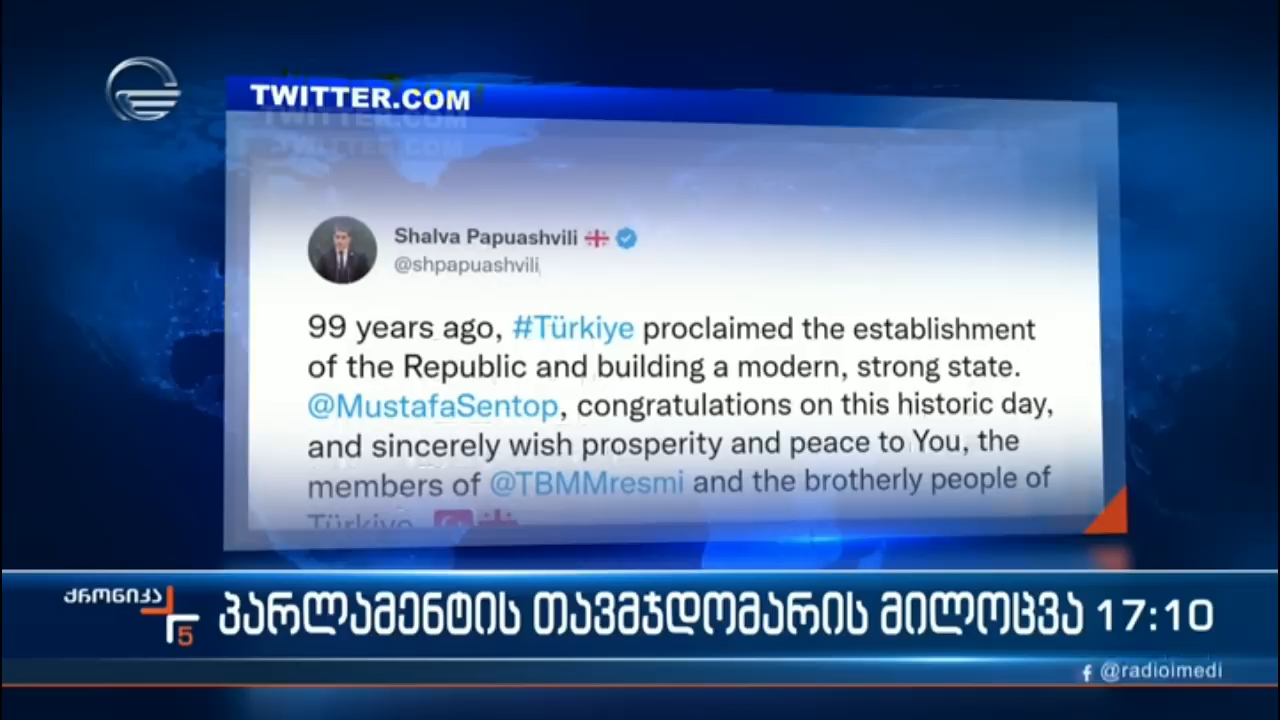 TWITTER.COM
Shalva Papuashvili
@shpapuashvili
99 years ago, #Türkiye proclaimed the establishment
of the Republic and building a modern, strong state.
@MustafaSentop, congratulations on this historic day,
and sincerely wish prosperity and peace to You, the
members of @TBMMresmi and the brotherly people of
Türkiye.
ქრონიკა
5
პარლამენტის თავმჯდომარის მილოცვა 17:10
f @radioimedi